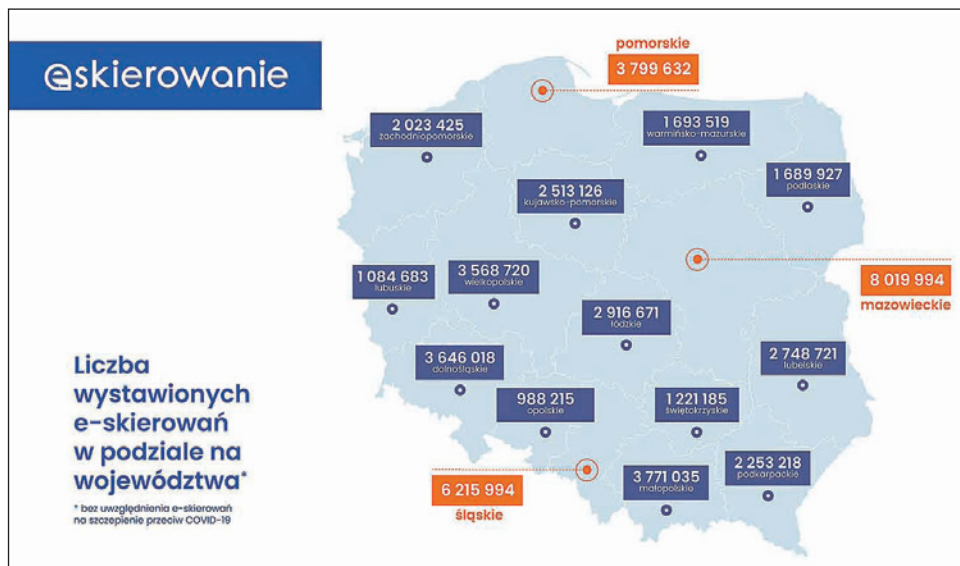 eskierowanie
pomorskie
3 799 632
2 023 425
zachodniopomorskie
1 693 519
warmińsko-mazurskie
1 689 927
podlaskie
2 513 126
kujawsko-pomorskie
8 019 994
mazowieckie
1 084 683
lubuskie
3 568 720
wielkopolskie
2 916 671
łódzkie
3 646 018
dolnośląskie
2 748 721
lubelskie
988 215
opolskie
1 221 185
świętokrzyskie
6 215 994
śląskie
3 771 035
małopolskie
2 253 218
podkarpackie
Liczba
wystawionych
e-skierowań
w podziale na
województwa*
* bez uwzględnienia e-skierowań
na szczepienie przeciw COVID-19